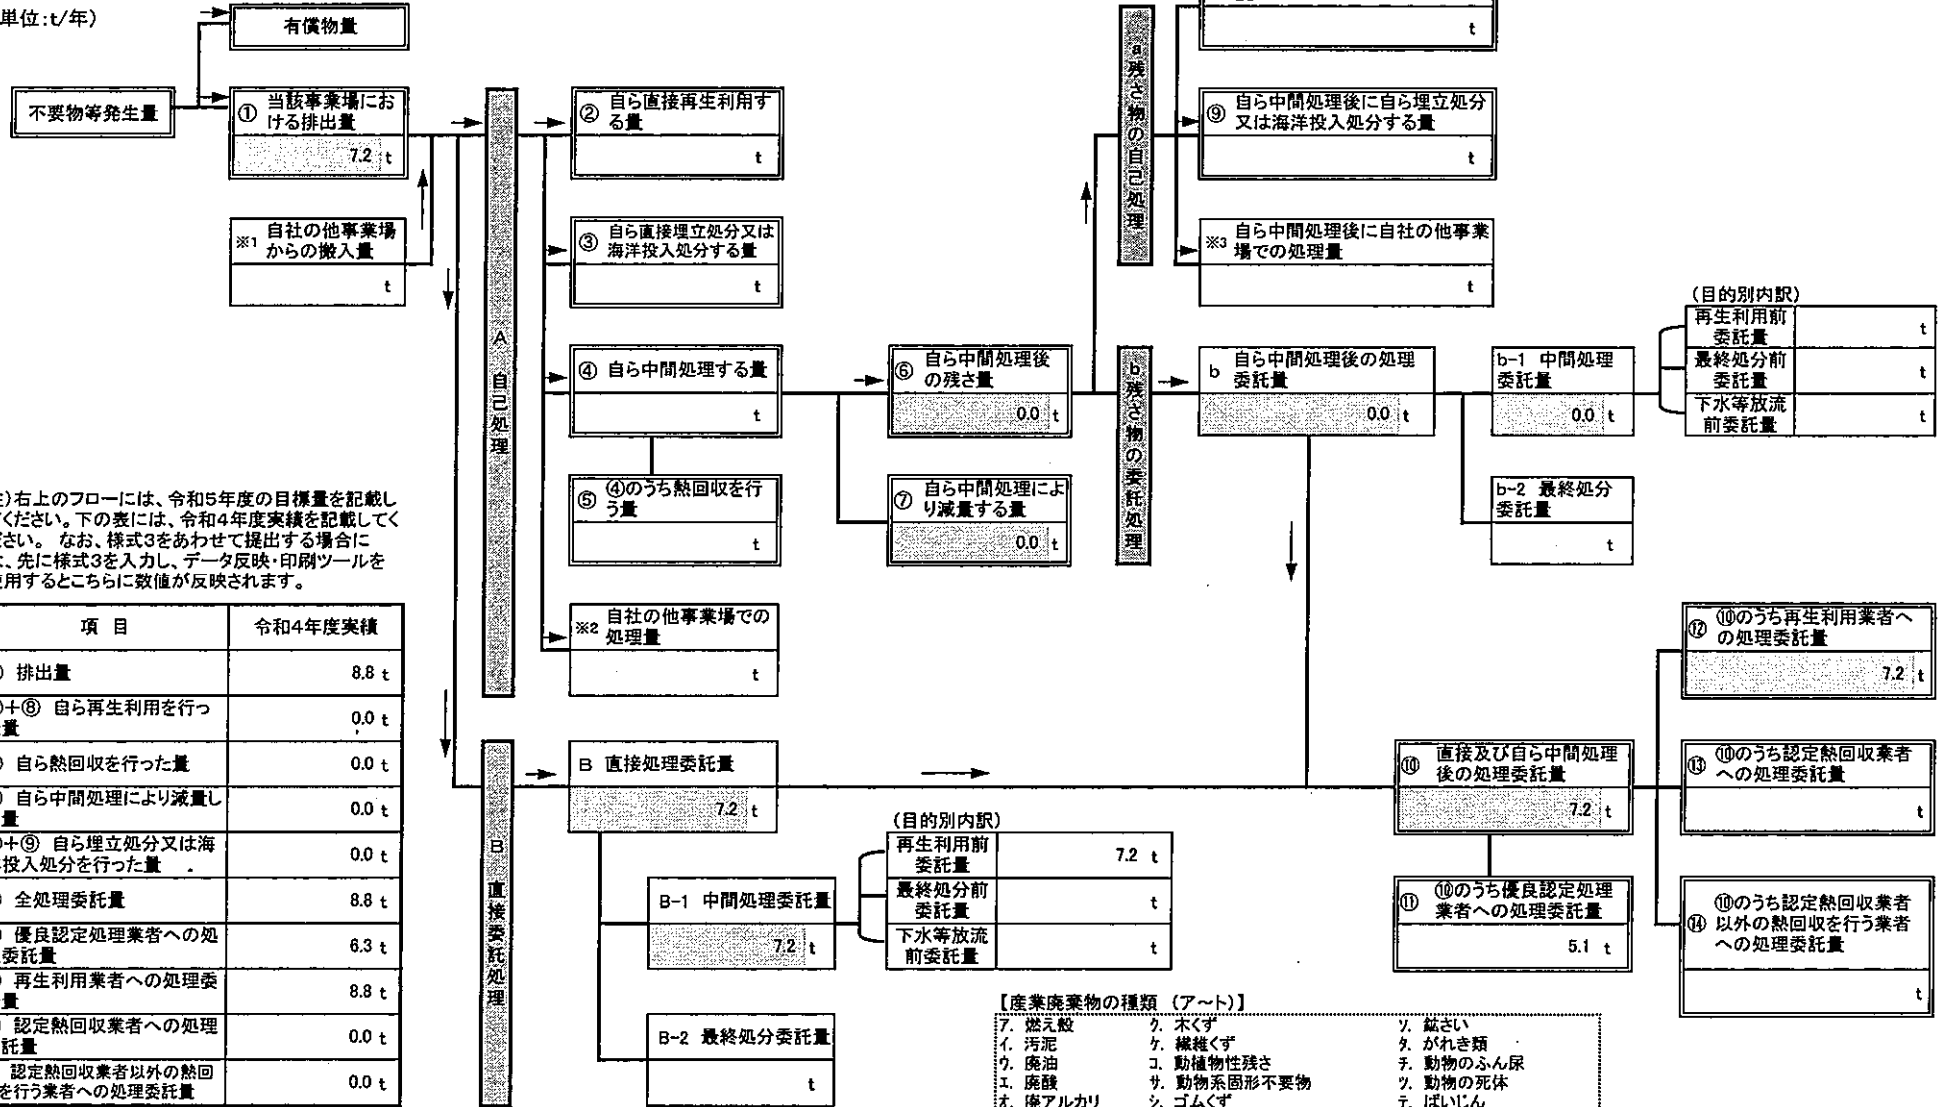 単位:t/年)
有償物量
不要物等発生量
① 当該事業場にお
ける排出量
7.2 t
※1 自社の他事業場
からの搬入量
t
A 自己処理
② 自ら直接再生利用す
る量
t
③ 自ら直接埋立処分又は
海洋投入処分する量
t
④ 自ら中間処理する量
t
⑤ ④のうち熱回収を行
う量
t
※2 自社の他事業場での
処理量
t
⑥ 自ら中間処理後
の残さ量
0.0 t
⑦ 自ら中間処理によ
り減量する量
0.0 t
a 残さ物の自己処理
t
⑨ 自ら中間処理後に自ら埋立処分
又は海洋投入処分する量
t
※3 自ら中間処理後に自社の他事業
場での処理量
t
b 残さ物の委託処理
b 自ら中間処理後の処理
委託量
0.0 t
b-1 中間処理
委託量
0.0 t
(目的別内訳)
再生利用前
委託量
t
最終処分前
委託量
t
下水等放流
前委託量
t
b-2 最終処分
委託量
t
)右上のフローには、令和5年度の目標量を記載し
ください。下の表には、令和4年度実績を記載してく
さい。 なお、様式3をあわせて提出する場合に
、先に様式3を入力し、データ反映・印刷ツールを
用するとこちらに数値が反映されます。
項 目 令和4年度実績
) 排出量 8.8 t
)+⑧ 自ら再生利用を行っ
量 0.0 t
) 自ら熱回収を行った量 0.0 t
) 自ら中間処理により減量し
量 0.0 t
)+⑨ 自ら埋立処分又は海
投入処分を行った量 0.0 t
) 全処理委託量 8.8 t
) 優良認定処理業者への処
委託量 6.3 t
) 再生利用業者への処理委
量 8.8 t
認定熱回収業者への処理
託量 0.0 t
認定熱回収業者以外の熱回
を行う業者への処理委託量 0.0 t
B 直接委託処理
B 直接処理委託量
7.2 t
B-1 中間処理委託量
7.2 t
(目的別内訳)
再生利用前
委託量
7.2 t
最終処分前
委託量
t
下水等放流
前委託量
t
B-2 最終処分委託量
t
⑩ 直接及び自ら中間処理
後の処理委託量
7.2 t
⑪ ⑩のうち優良認定処理
業者への処理委託量
5.1 t
⑫ ⑩のうち再生利用業者へ
の処理委託量
7.2 t
⑬ ⑩のうち認定熱回収業者
への処理委託量
t
⑭ ⑩のうち認定熱回収業者
以外の熱回収を行う業者
への処理委託量
t
【産業廃棄物の種類 (ア～ト)】
ア. 燃え殻 ク. 木くず ソ. 鉱さい
イ. 汚泥 ケ. 繊維くず タ. がれき類
ウ. 廃油 コ. 動植物性残さ チ. 動物のふん尿
エ. 廃酸 サ. 動物系固形不要物 ツ. 動物の死体
オ. 廃アルカリ シ. ゴムくず テ. ばいじん